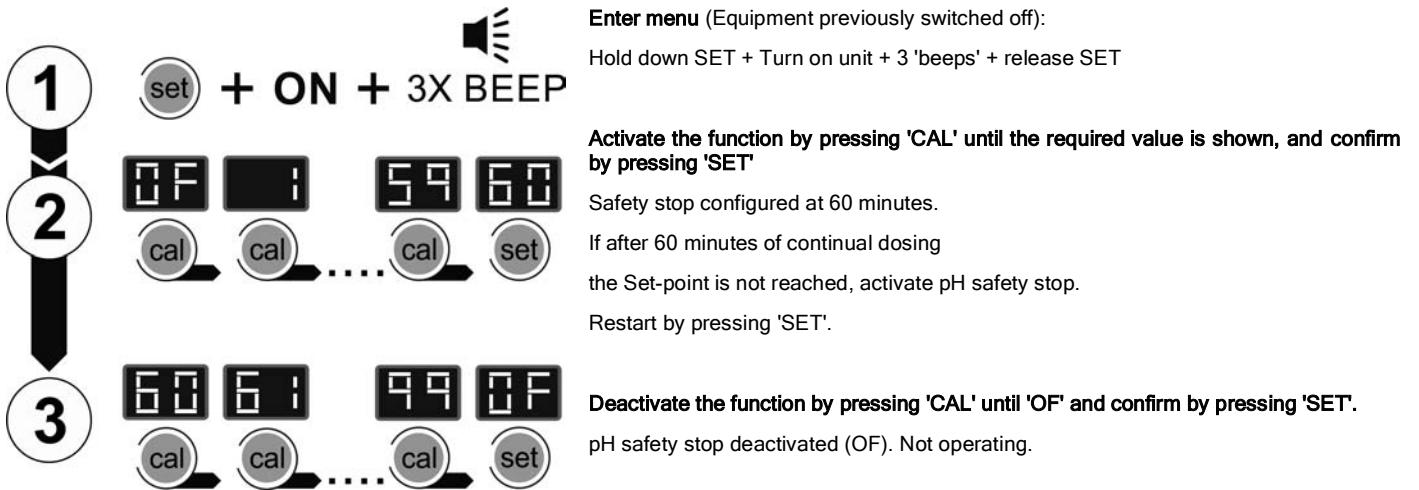 Enter menu (Equipment previously switched off):
1 set + ON + 3X BEEP
Hold down SET + Turn on unit + 3 'beeps' + release SET
Activate the function by pressing 'CAL' until the required value is shown, and confirm
by pressing 'SET'
2
OF 1 59 60
cal cal .... cal set
Safety stop configured at 60 minutes.
If after 60 minutes of continual dosing
the Set-point is not reached, activate pH safety stop.
Restart by pressing 'SET'.
3
60 61 99 OF
cal cal .... cal set
Deactivate the function by pressing 'CAL' until 'OF' and confirm by pressing 'SET'.
pH safety stop deactivated (OF). Not operating.